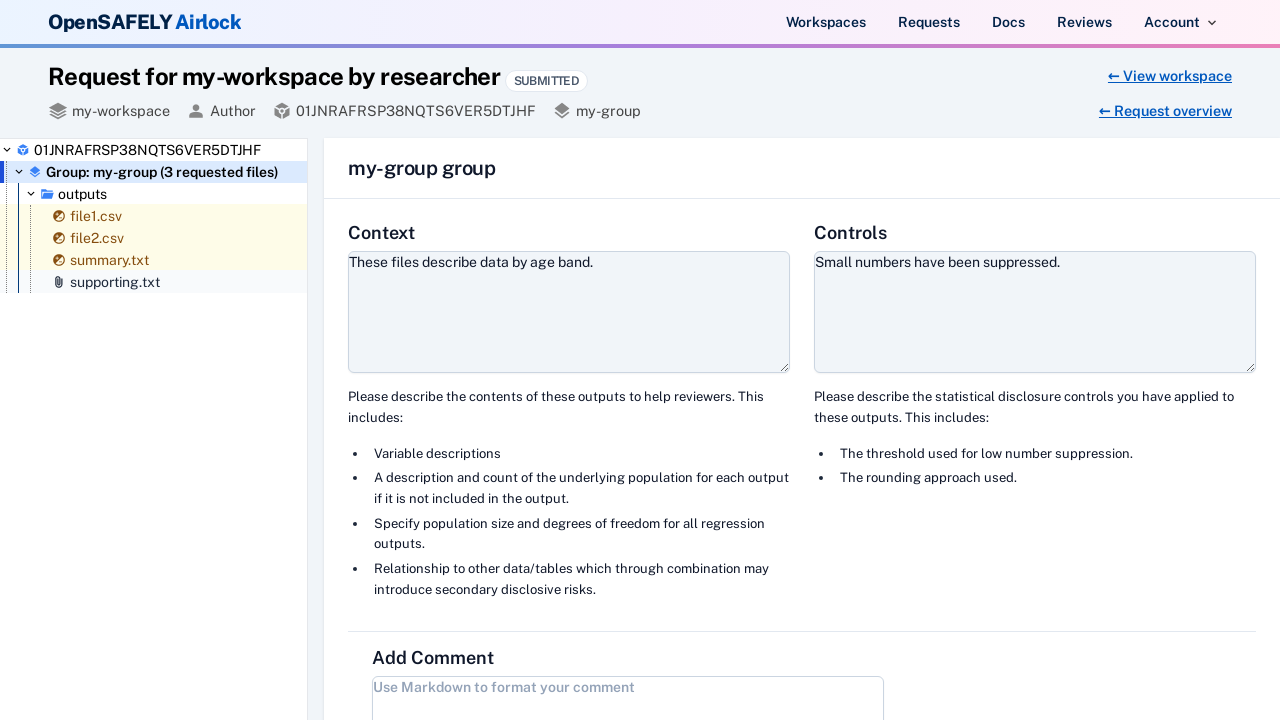 OpenSAFELY Airlock
Workspaces
Requests
Docs
Reviews
Account
Request for my-workspace by researcher SUBMITTED
← View workspace
my-workspace
Author
01JNRAFRSP38NQTS6VER5DTJHF
my-group
← Request overview
01JNRAFRSP38NQTS6VER5DTJHF
Group: my-group (3 requested files)
outputs
file1.csv
file2.csv
summary.txt
supporting.txt
my-group group
Context
These files describe data by age band.
Please describe the contents of these outputs to help reviewers. This
includes:
• Variable descriptions
• A description and count of the underlying population for each output
if it is not included in the output.
• Specify population size and degrees of freedom for all regression
outputs.
• Relationship to other data/tables which through combination may
introduce secondary disclosive risks.
Controls
Small numbers have been suppressed.
Please describe the statistical disclosure controls you have applied to
these outputs. This includes:
• The threshold used for low number suppression.
• The rounding approach used.
Add Comment
Use Markdown to format your comment